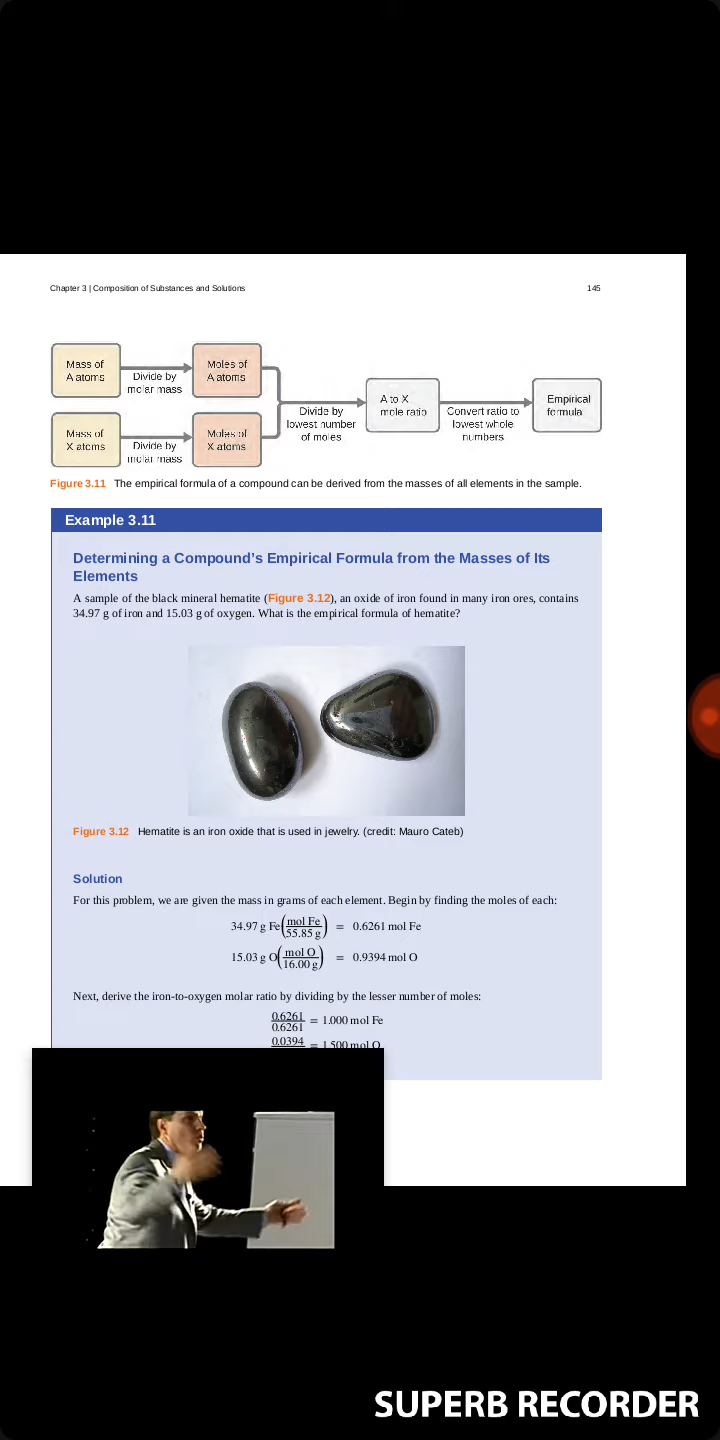 Chapter 3 | Composition of Substances and Solutions 145
Mass of
A atoms
Divide by
molar mass
Moles of
A atoms
Mass of
X atoms
Divide by
molar mass
Moles of
X atoms
Divide by
lowest number
of moles
A to X
mole ratio
Convert ratio to
lowest whole
numbers
Empirical
formula
Figure 3.11 The empirical formula of a compound can be derived from the masses of all elements in the sample.
Example 3.11
Determining a Compound's Empirical Formula from the Masses of Its
Elements
A sample of the black mineral hematite (Figure 3.12), an oxide of iron found in many iron ores, contains
34.97 g of iron and 15.03 g of oxygen. What is the empirical formula of hematite?
Figure 3.12 Hematite is an iron oxide that is used in jewelry. (credit: Mauro Cateb)
Solution
For this problem, we are given the mass in grams of each element. Begin by finding the moles of each:
34.97 g Fe(mol Fe/55.85 g) = 0.6261 mol Fe
15.03 g O(mol O/16.00 g) = 0.9394 mol O
Next, derive the iron-to-oxygen molar ratio by dividing by the lesser number of moles:
0.6261/0.6261 = 1.000 mol Fe
0.0394 = 1.500 mol O
SUPERB RECORDER